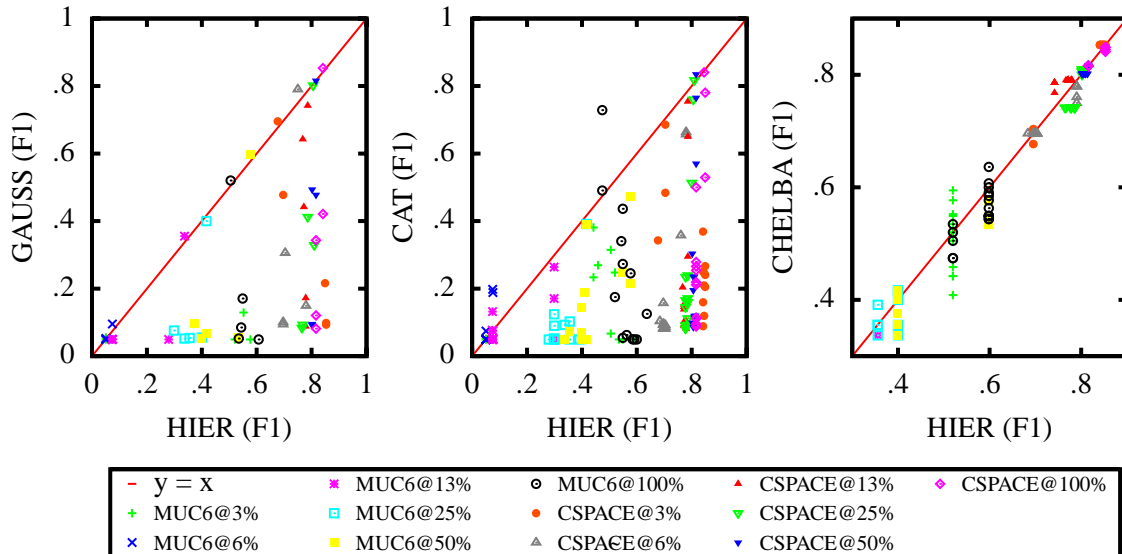 1 1 1
.8 .8 .8
.6 .6 .6
.4 .4 .4
.2 .2
0 0
GAUSS (F1) CAT (F1) CHELBA (F1)
0 .2 .4 .6 .8 1 0 .2 .4 .6 .8 1 .4 .6 .8
HIER (F1) HIER (F1) HIER (F1)
y = x MUC6@13% MUC6@100% CSPACE@13% CSPACE@100%
MUC6@3% MUC6@25% CSPACE@3% CSPACE@25%
MUC6@6% MUC6@50% CSPACE@6% CSPACE@50%